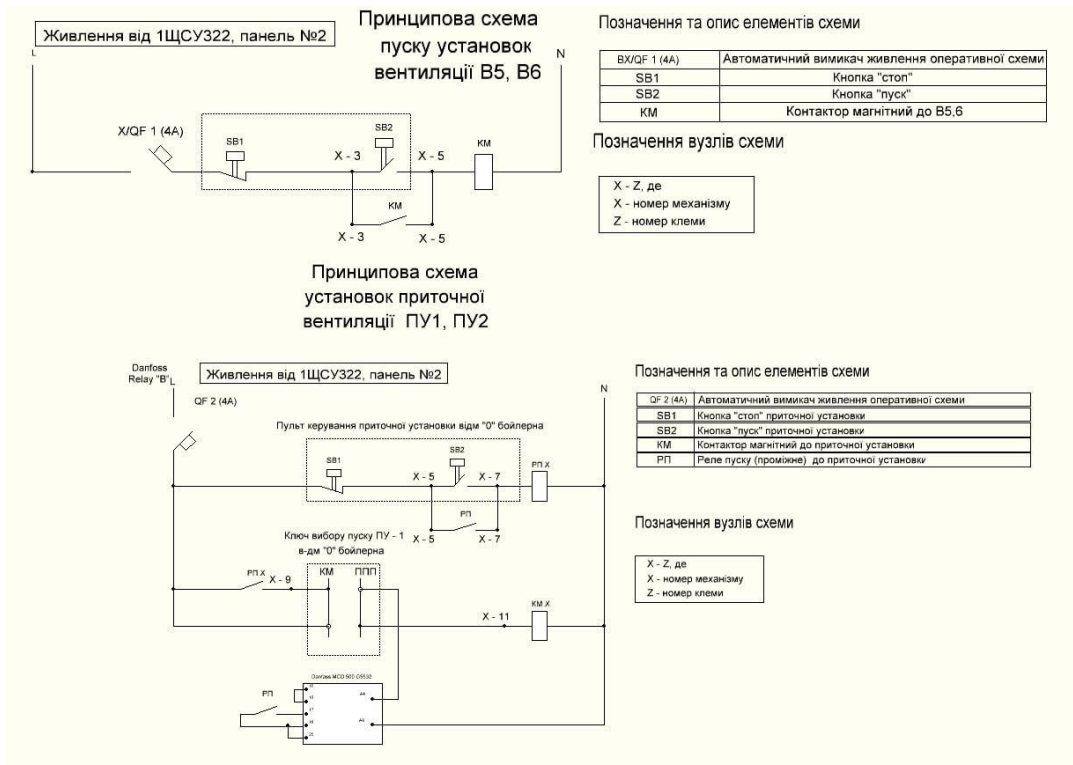 Принципова схема
пуску установок
вентиляції В5, В6
Живлення від 1ЩСУ322, панель №2
L
N
X/QF 1 (4A)
SB1
SB2
X - 3
X - 5
КМ
КМ
X - 3
X - 5
Позначення та опис елементів схеми
BX/QF 1 (4A) Автоматичний вимикач живлення оперативної схеми
SB1 Кнопка "стоп"
SB2 Кнопка "пуск"
КМ Контактор магнітний до В5,6
Позначення вузлів схеми
X - Z, де
X - номер механізму
Z - номер клеми
Принципова схема
установок приточної
вентиляції ПУ1, ПУ2
Danfoss
Relay "B"
L
Живлення від 1ЩСУ322, панель №2
N
QF 2 (4A)
Пульт керування приточної установки відм "0" бойлерна
SB1
SB2
X - 5
X - 7
РП X
РП
X - 5
X - 7
Ключ вибору пуску ПУ - 1
в-дм "0" бойлерна
РП X
X - 9
КМ
ППП
X - 11
КМ X
РП
Позначення та опис елементів схеми
QF 2 (4A) Автоматичний вимикач живлення оперативної схеми
SB1 Кнопка "стоп" приточної установки
SB2 Кнопка "пуск" приточної установки
КМ Контактор магнітний до приточної установки
РП Реле пуску (проміжне) до приточної установки
Позначення вузлів схеми
X - Z, де
X - номер механізму
Z - номер клеми